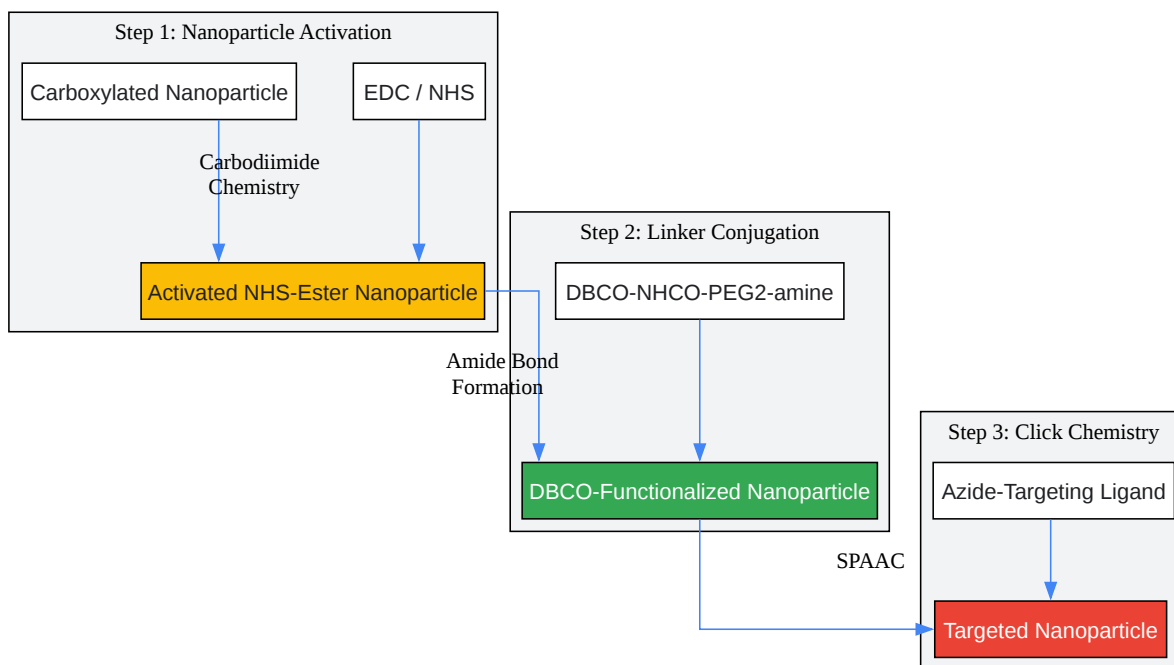 Step 1: Nanoparticle Activation
Carboxylated Nanoparticle
EDC / NHS
Carbodiimide
Chemistry
Activated NHS-Ester Nanoparticle
Step 2: Linker Conjugation
DBCO-NHCO-PEG2-amine
Amide Bond
Formation
DBCO-Functionalized Nanoparticle
Step 3: Click Chemistry
Azide-Targeting Ligand
SPAAC
Targeted Nanoparticle